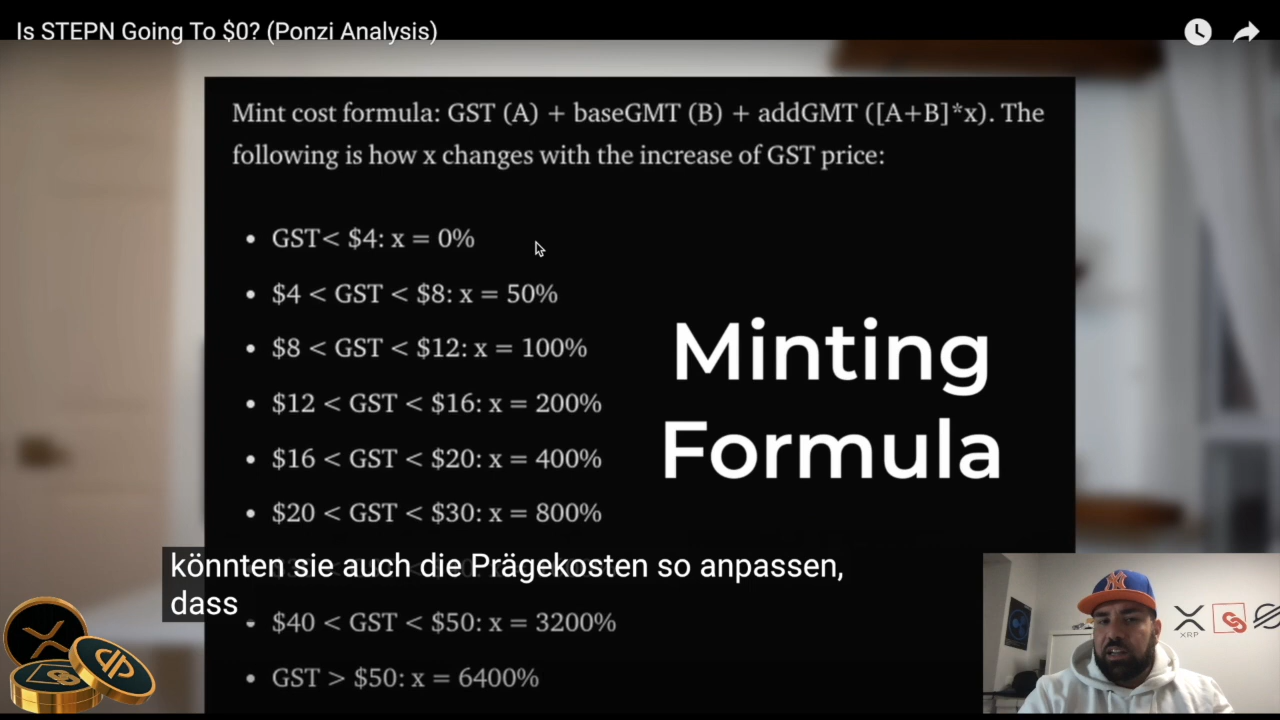 Is STEPN Going To $0? (Ponzi Analysis)
Mint cost formula: GST (A) + baseGMT (B) + addGMT ([A+B]*x). The
following is how x changes with the increase of GST price:
• GST< $4: x = 0%
• $4 < GST < $8: x = 50%
• $8 < GST < $12: x = 100%
• $12 < GST < $16: x = 200%
• $16 < GST < $20: x = 400%
• $20 < GST < $30: x = 800%
• $40 < GST < $50: x = 3200%
• GST > $50: x = 6400%
Minting
Formula
könnten sie auch die Prägekosten so anpassen,
dass
XRP